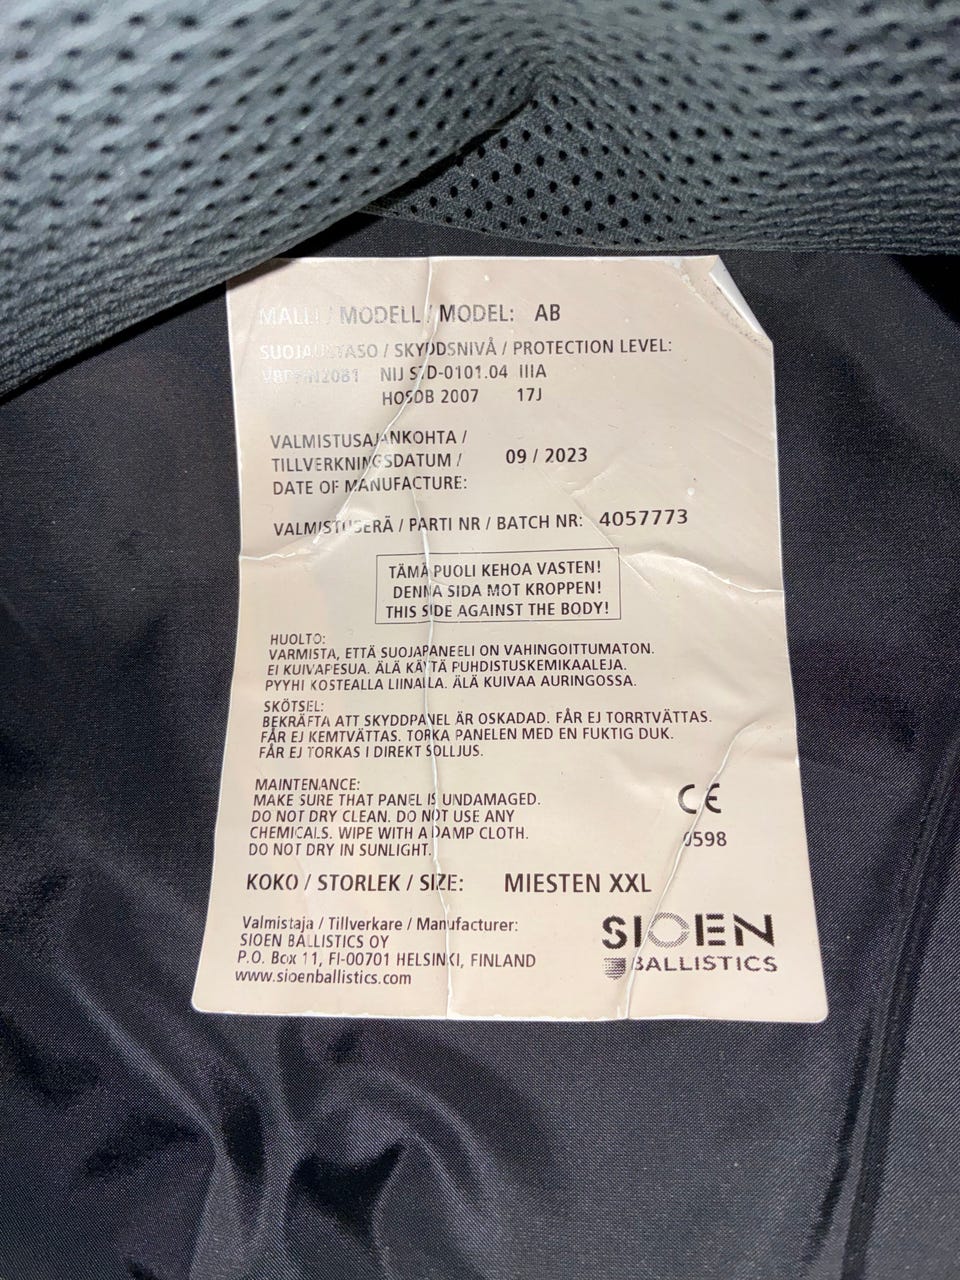 MALLI / MODELL / MODEL: AB
SUOJAUSTASO / SKYDDSNIVÅ / PROTECTION LEVEL:
NIJ STD-0101.04 IIIA
HOSDB 2007 17J
VALMISTUSAJANKOHTA /
TILLVERKNINGSDATUM / 09 / 2023
DATE OF MANUFACTURE:
VALMISTUSERÄ / PARTI NR / BATCH NR: 4057773
TÄMÄ PUOLI KEHOA VASTEN!
DENNA SIDA MOT KROPPEN!
THIS SIDE AGAINST THE BODY!
HUOLTO:
VARMISTA, ETTÄ SUOJAPANEELI ON VAHINGOITTUMATON.
EI KUIVAPESUA. ÄLÄ KÄYTÄ PUHDISTUSKEMIKAALEJA.
PYYHI KOSTEALLA LIINALLA. ÄLÄ KUIVAA AURINGOSSA.
SKÖTSEL:
BEKRÄFTA ATT SKYDDPANEL ÄR OSKADAD. FÅR EJ TORRTVÄTTAS.
FÅR EJ KEMTVÄTTAS. TORKA PANELEN MED EN FUKTIG DUK.
FÅR EJ TORKAS I DIREKT SOLLJUS.
MAINTENANCE:
MAKE SURE THAT PANEL IS UNDAMAGED.
DO NOT DRY CLEAN. DO NOT USE ANY
CHEMICALS. WIPE WITH A DAMP CLOTH.
DO NOT DRY IN SUNLIGHT.
CE
0598
KOKO / STORLEK / SIZE: MIESTEN XXL
Valmistaja / Tillverkare / Manufacturer:
SIOEN BALLISTICS OY
P.O. Box 11, FI-00701 HELSINKI, FINLAND
www.sioenballistics.com
SIOEN
BALLISTICS